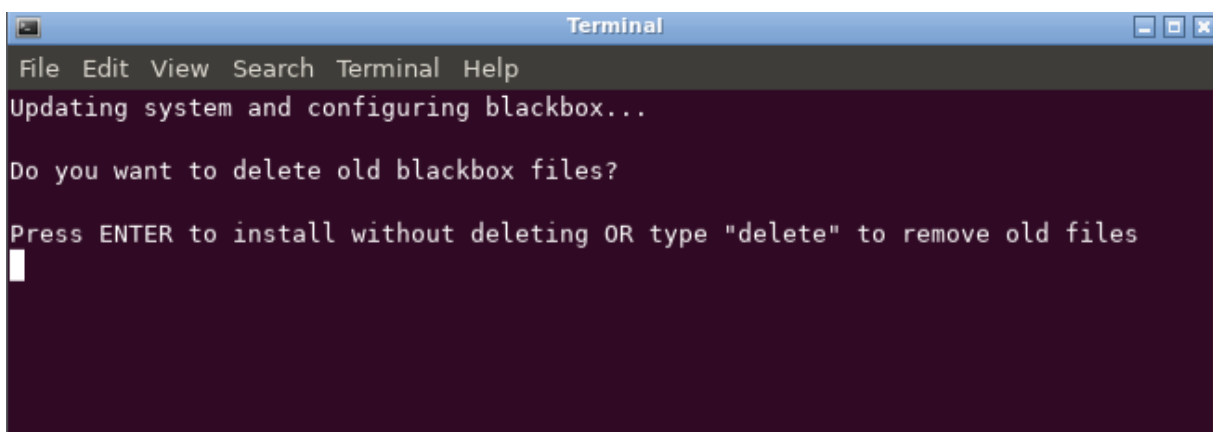 Terminal
File Edit View Search Terminal Help
Updating system and configuring blackbox...
Do you want to delete old blackbox files?
Press ENTER to install without deleting OR type "delete" to remove old files